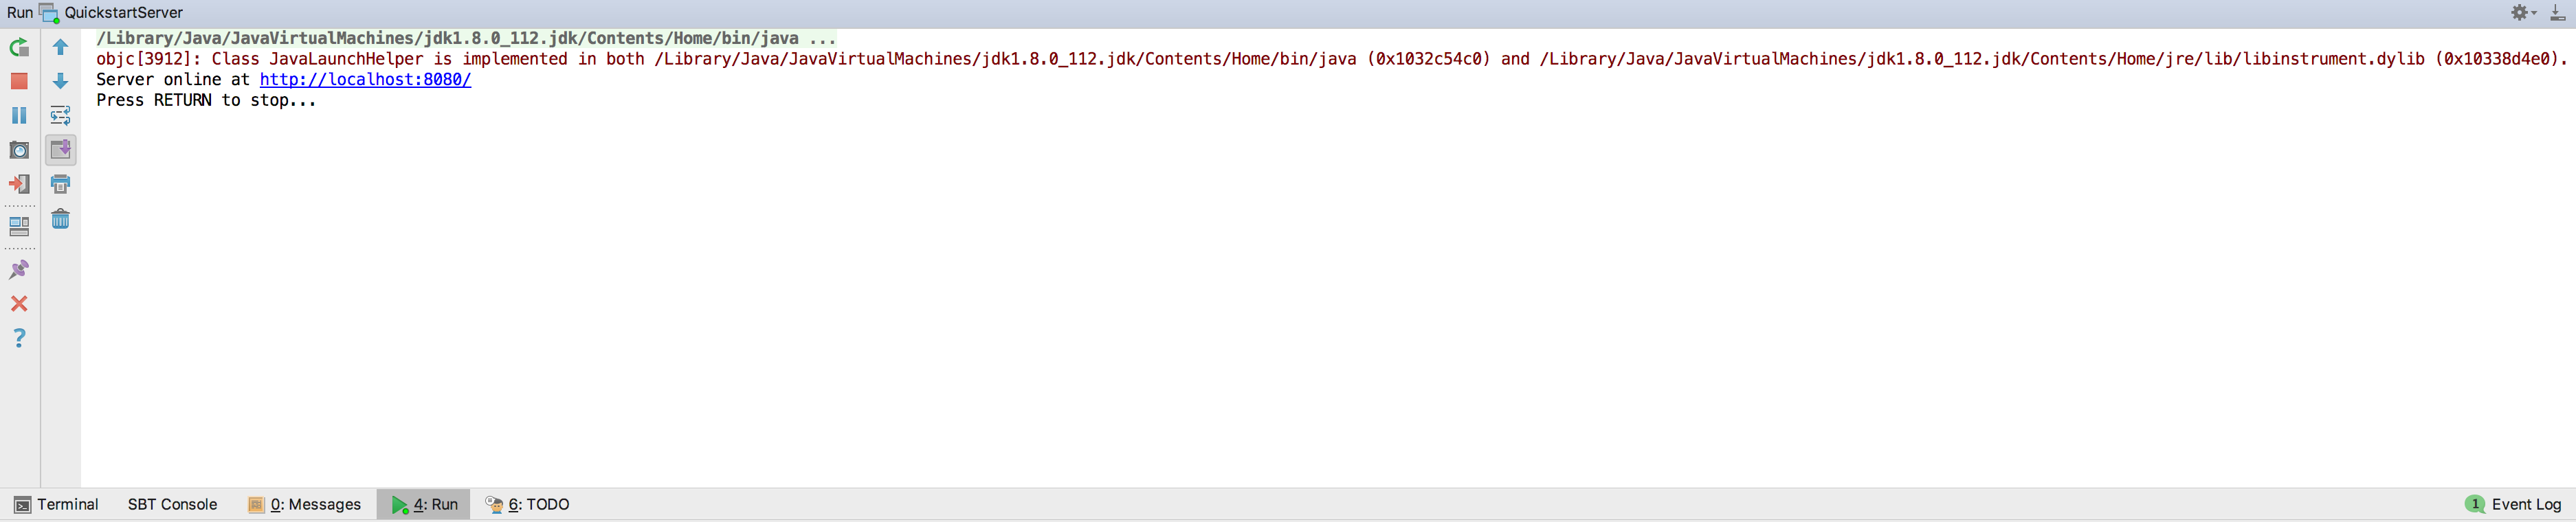 Run QuickstartServer
/Library/Java/JavaVirtualMachines/jdk1.8.0_112.jdk/Contents/Home/bin/java ...
objc[3912]: Class JavaLaunchHelper is implemented in both /Library/Java/JavaVirtualMachines/jdk1.8.0_112.jdk/Contents/Home/bin/java (0x1032c54c0) and /Library/Java/JavaVirtualMachines/jdk1.8.0_112.jdk/Contents/Home/jre/lib/libinstrument.dylib (0x10338d4e0).
Server online at http://localhost:8080/
Press RETURN to stop...
Terminal SBT Console 0: Messages 4: Run 6: TODO 1 Event Log